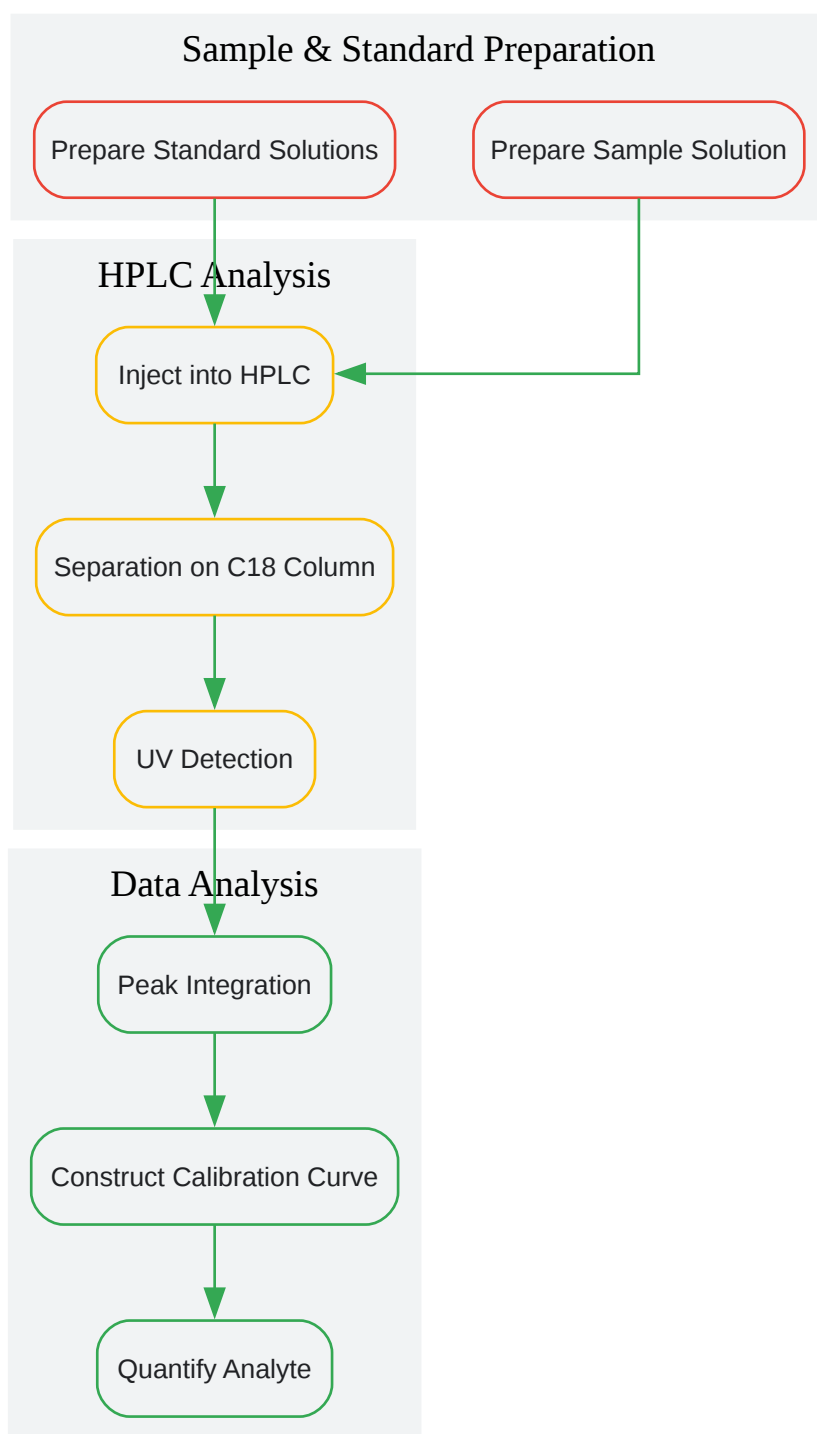 Sample & Standard Preparation
Prepare Standard Solutions
Prepare Sample Solution
HPLC Analysis
Inject into HPLC
Separation on C18 Column
UV Detection
Data Analysis
Peak Integration
Construct Calibration Curve
Quantify Analyte